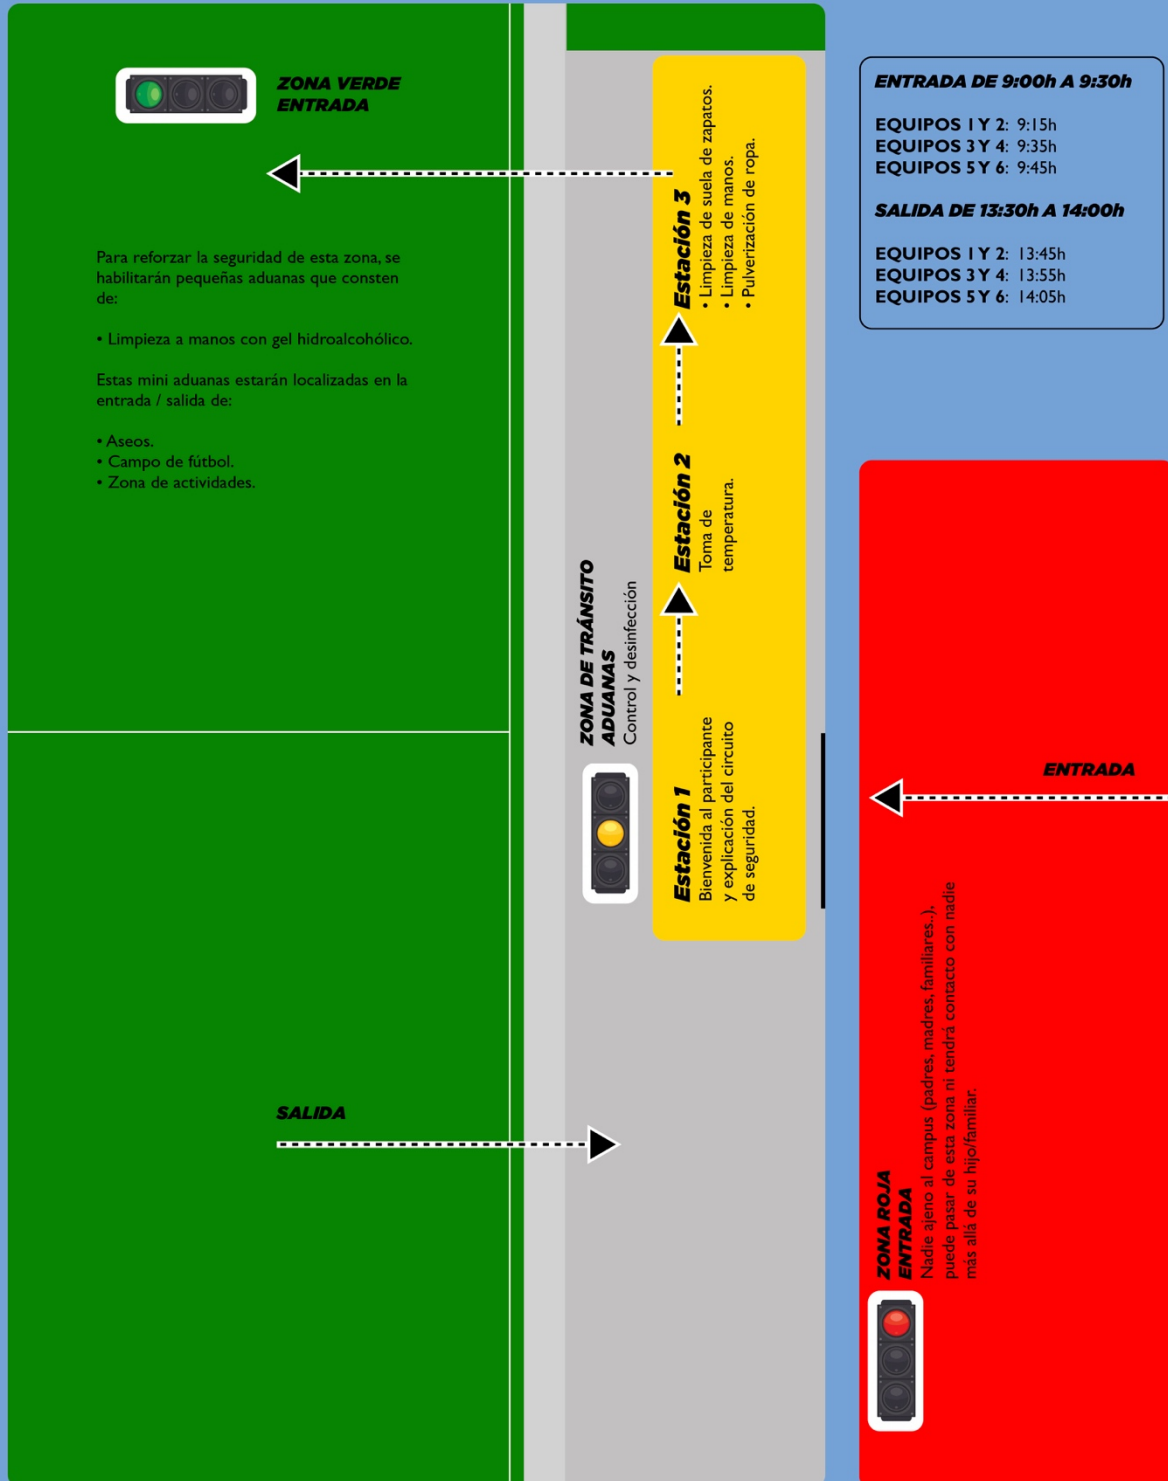 ZONA VERDE
ENTRADA
Para reforzar la seguridad de esta zona, se
habilitarán pequeñas aduanas que consten
de:
• Limpieza a manos con gel hidroalcohólico.
Estas mini aduanas estarán localizadas en la
entrada / salida de:
• Aseos.
• Campo de fútbol.
• Zona de actividades.
SALIDA
ZONA DE TRÁNSITO
ADUANAS
Control y desinfección
Estación 1
Bienvenida al participante
y explicación del circuito
de seguridad.
Estación 2
Toma de
temperatura.
Estación 3
• Limpieza de suela de zapatos.
• Limpieza de manos.
• Pulverización de ropa.
ENTRADA DE 9:00h A 9:30h
EQUIPOS 1 Y 2: 9:15h
EQUIPOS 3 Y 4: 9:35h
EQUIPOS 5 Y 6: 9:45h
SALIDA DE 13:30h A 14:00h
EQUIPOS 1 Y 2: 13:45h
EQUIPOS 3 Y 4: 13:55h
EQUIPOS 5 Y 6: 14:05h
ENTRADA
ZONA ROJA
ENTRADA
Nadie ajeno al campus (padres, madres, familiares..),
puede pasar de esta zona ni tendrá contacto con nadie
más allá de su hijo/familiar.